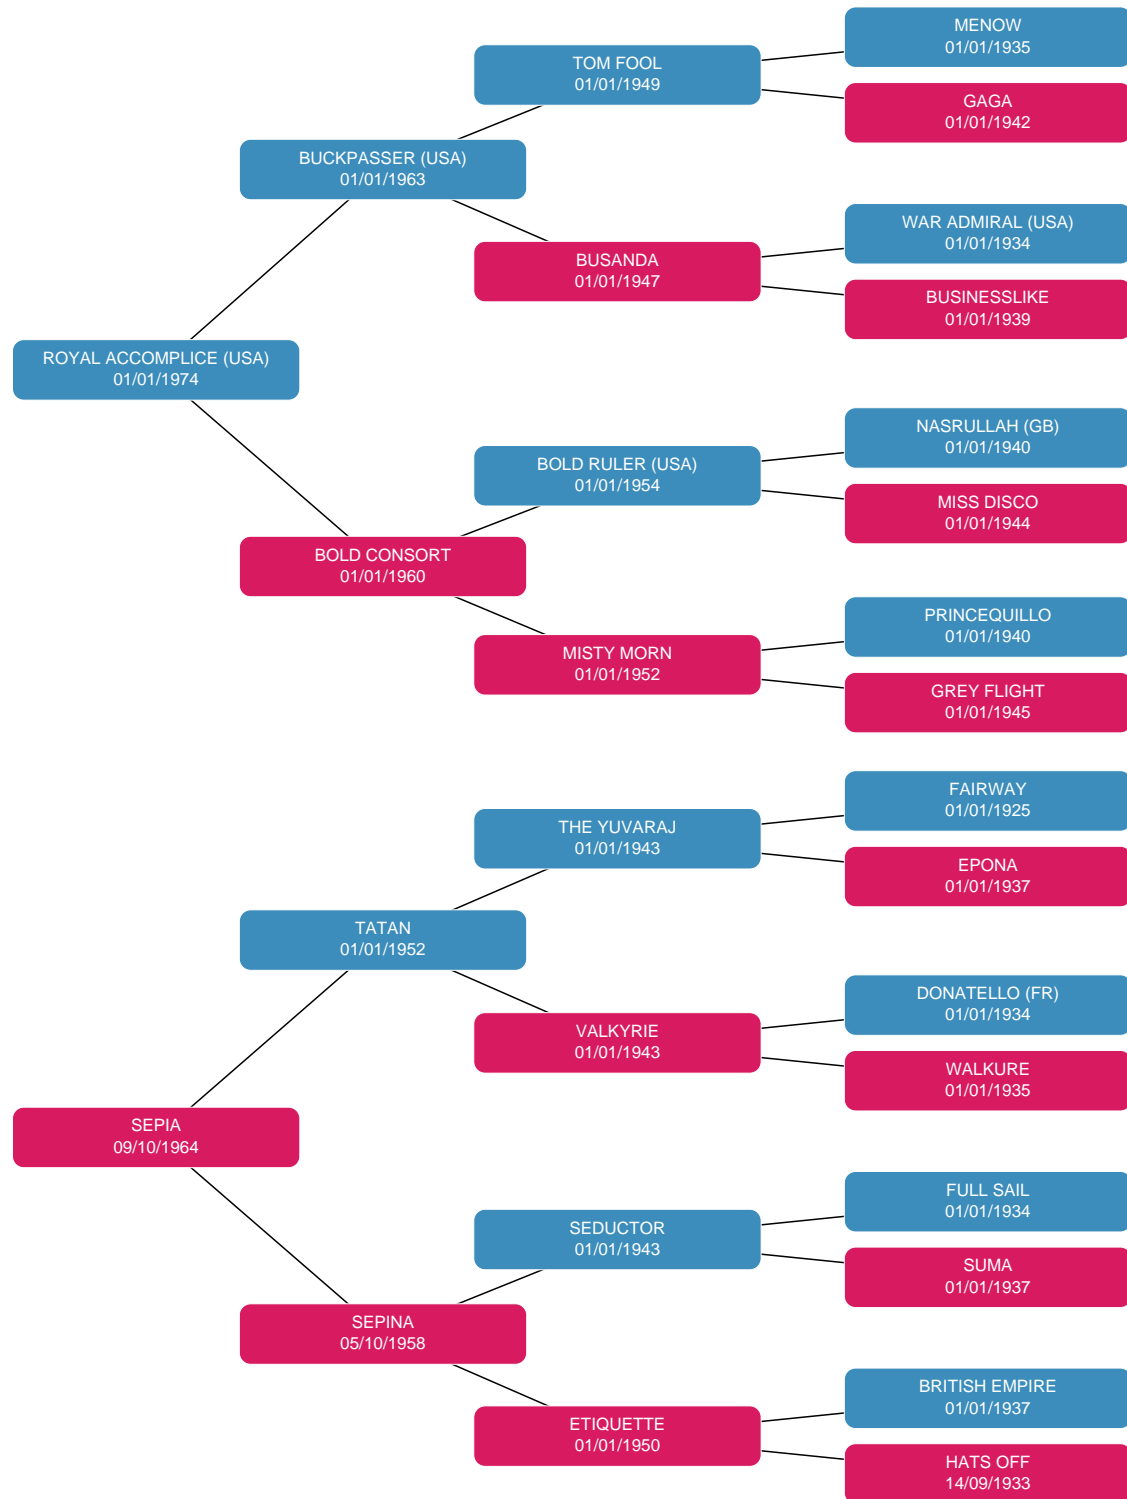 MENOW
01/01/1935
TOM FOOL
01/01/1949
GAGA
01/01/1942
BUCKPASSER (USA)
01/01/1963
WAR ADMIRAL (USA)
01/01/1934
BUSANDA
01/01/1947
BUSINESSLIKE
01/01/1939
ROYAL ACCOMPLICE (USA)
01/01/1974
NASRULLAH (GB)
01/01/1940
BOLD RULER (USA)
01/01/1954
MISS DISCO
01/01/1944
BOLD CONSORT
01/01/1960
PRINCEQUILLO
01/01/1940
MISTY MORN
01/01/1952
GREY FLIGHT
01/01/1945
FAIRWAY
01/01/1925
THE YUVARAJ
01/01/1943
EPONA
01/01/1937
TATAN
01/01/1952
DONATELLO (FR)
01/01/1934
VALKYRIE
01/01/1943
WALKURE
01/01/1935
SEPIA
09/10/1964
FULL SAIL
01/01/1934
SEDUCTOR
01/01/1943
SUMA
01/01/1937
SEPINA
05/10/1958
BRITISH EMPIRE
01/01/1937
ETIQUETTE
01/01/1950
HATS OFF
14/09/1933